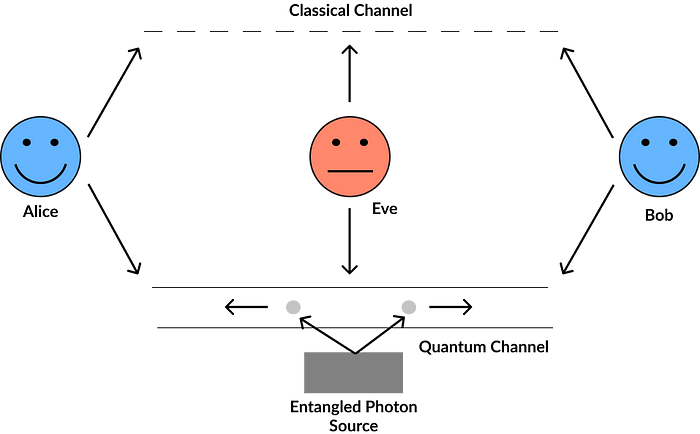 Classical Channel
Alice
Eve
Bob
Quantum Channel
Entangled Photon
Source